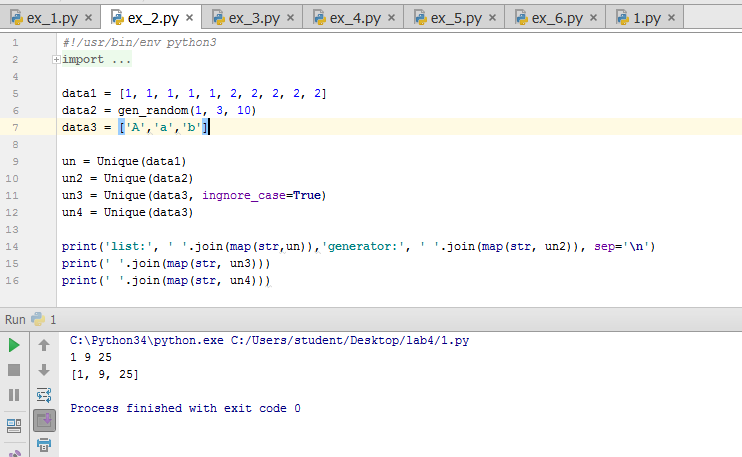 ex_1.py × ex_2.py × ex_3.py × ex_4.py × ex_5.py × ex_6.py × 1.py ×
1 #!/usr/bin/env python3
2 import ...
4
5 data1 = [1, 1, 1, 1, 1, 2, 2, 2, 2, 2]
6 data2 = gen_random(1, 3, 10)
7 data3 = ['A','a','b']
8
9 un = Unique(data1)
10 un2 = Unique(data2)
11 un3 = Unique(data3, ingnore_case=True)
12 un4 = Unique(data3)
13
14 print('list:', ' '.join(map(str,un)),'generator:', ' '.join(map(str, un2)), sep='\n')
15 print(' '.join(map(str, un3)))
16 print(' '.join(map(str, un4)))
Run 1
C:\Python34\python.exe C:/Users/student/Desktop/lab4/1.py
1 9 25
[1, 9, 25]
Process finished with exit code 0